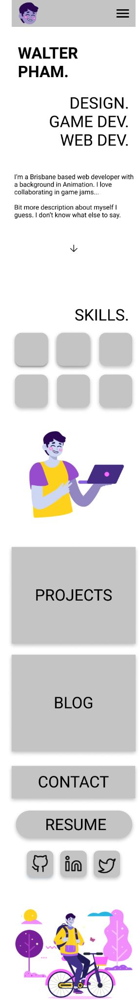 WALTER
PHAM.
DESIGN.
GAME DEV.
WEB DEV.
I'm a Brisbane based web developer with
a background in Animation. I love
collaborating in game jams...
Bit more description about myself I
guess. I don't know what else to say.
SKILLS.
PROJECTS
BLOG
CONTACT
RESUME
in